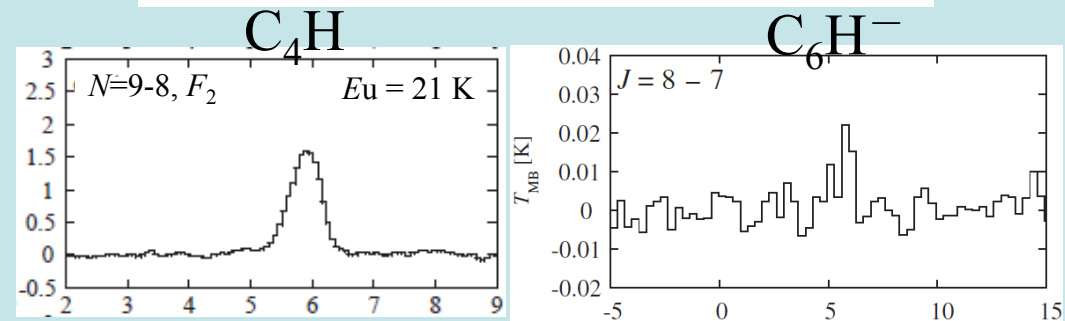 C₄H
C₆H⁻
N=9-8, F₂
Eu = 21 K
3
2.5
2
1.5
1
0.5
0
-0.5
2 3 4 5 6 7 8 9
J = 8 – 7
T_MB [K]
0.04
0.03
0.02
0.01
0
-0.01
-0.02
-5 0 5 10 15